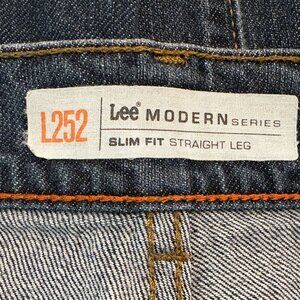 L252
Lee® MODERN SERIES
SLIM FIT STRAIGHT LEG